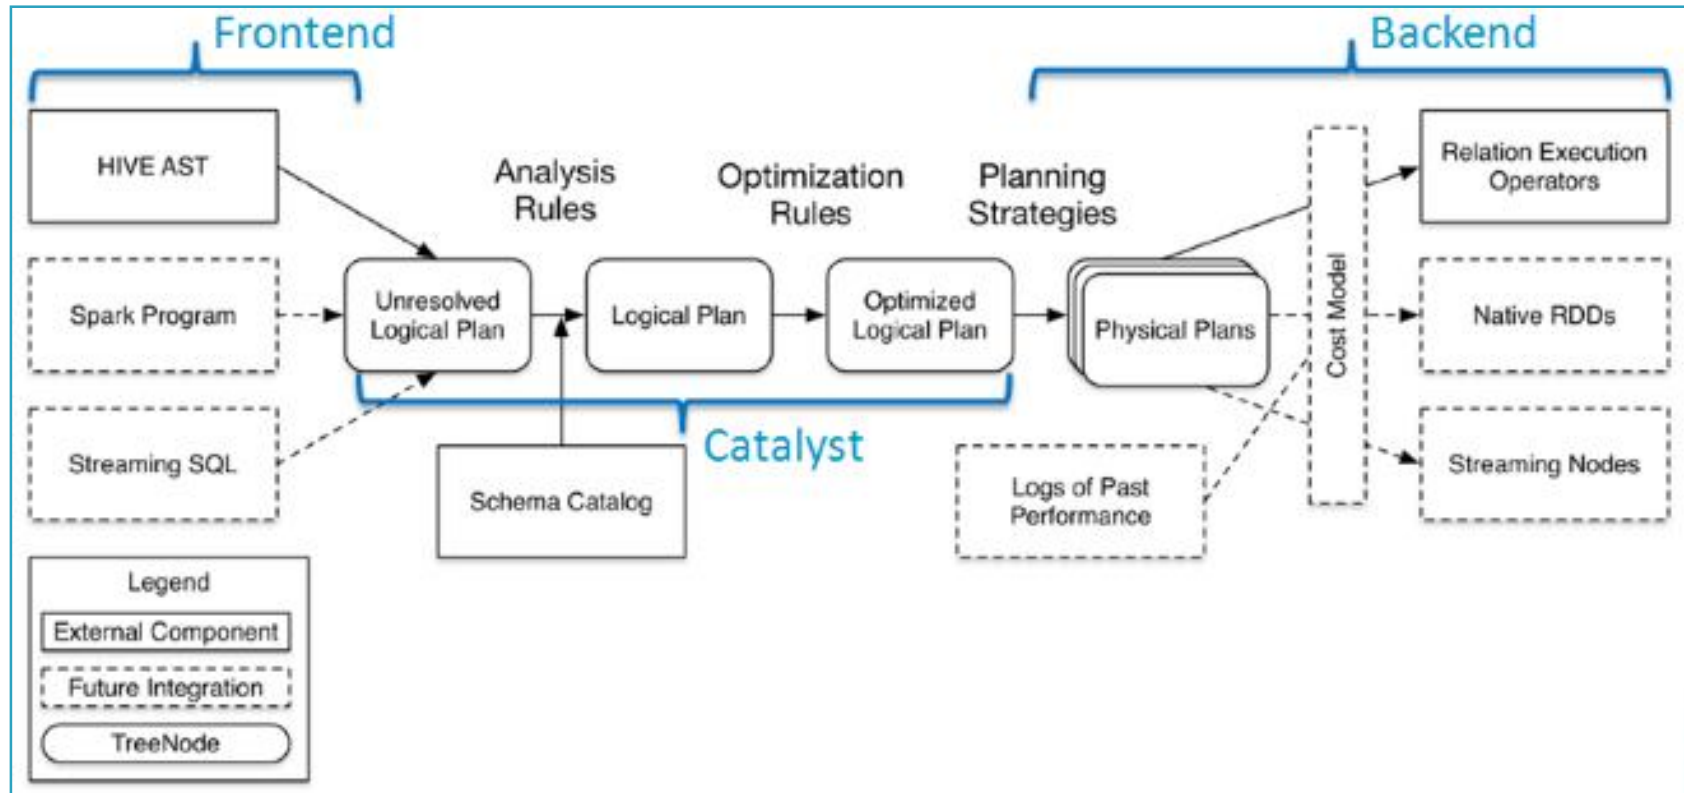 Frontend
Backend
HIVE AST
Analysis
Rules
Optimization
Rules
Planning
Strategies
Relation Execution
Operators
Spark Program
Unresolved
Logical Plan
Logical Plan
Optimized
Logical Plan
Physical Plans
Cost Model
Native RDDs
Streaming SQL
Catalyst
Schema Catalog
Logs of Past
Performance
Streaming Nodes
Legend
External Component
Future Integration
TreeNode